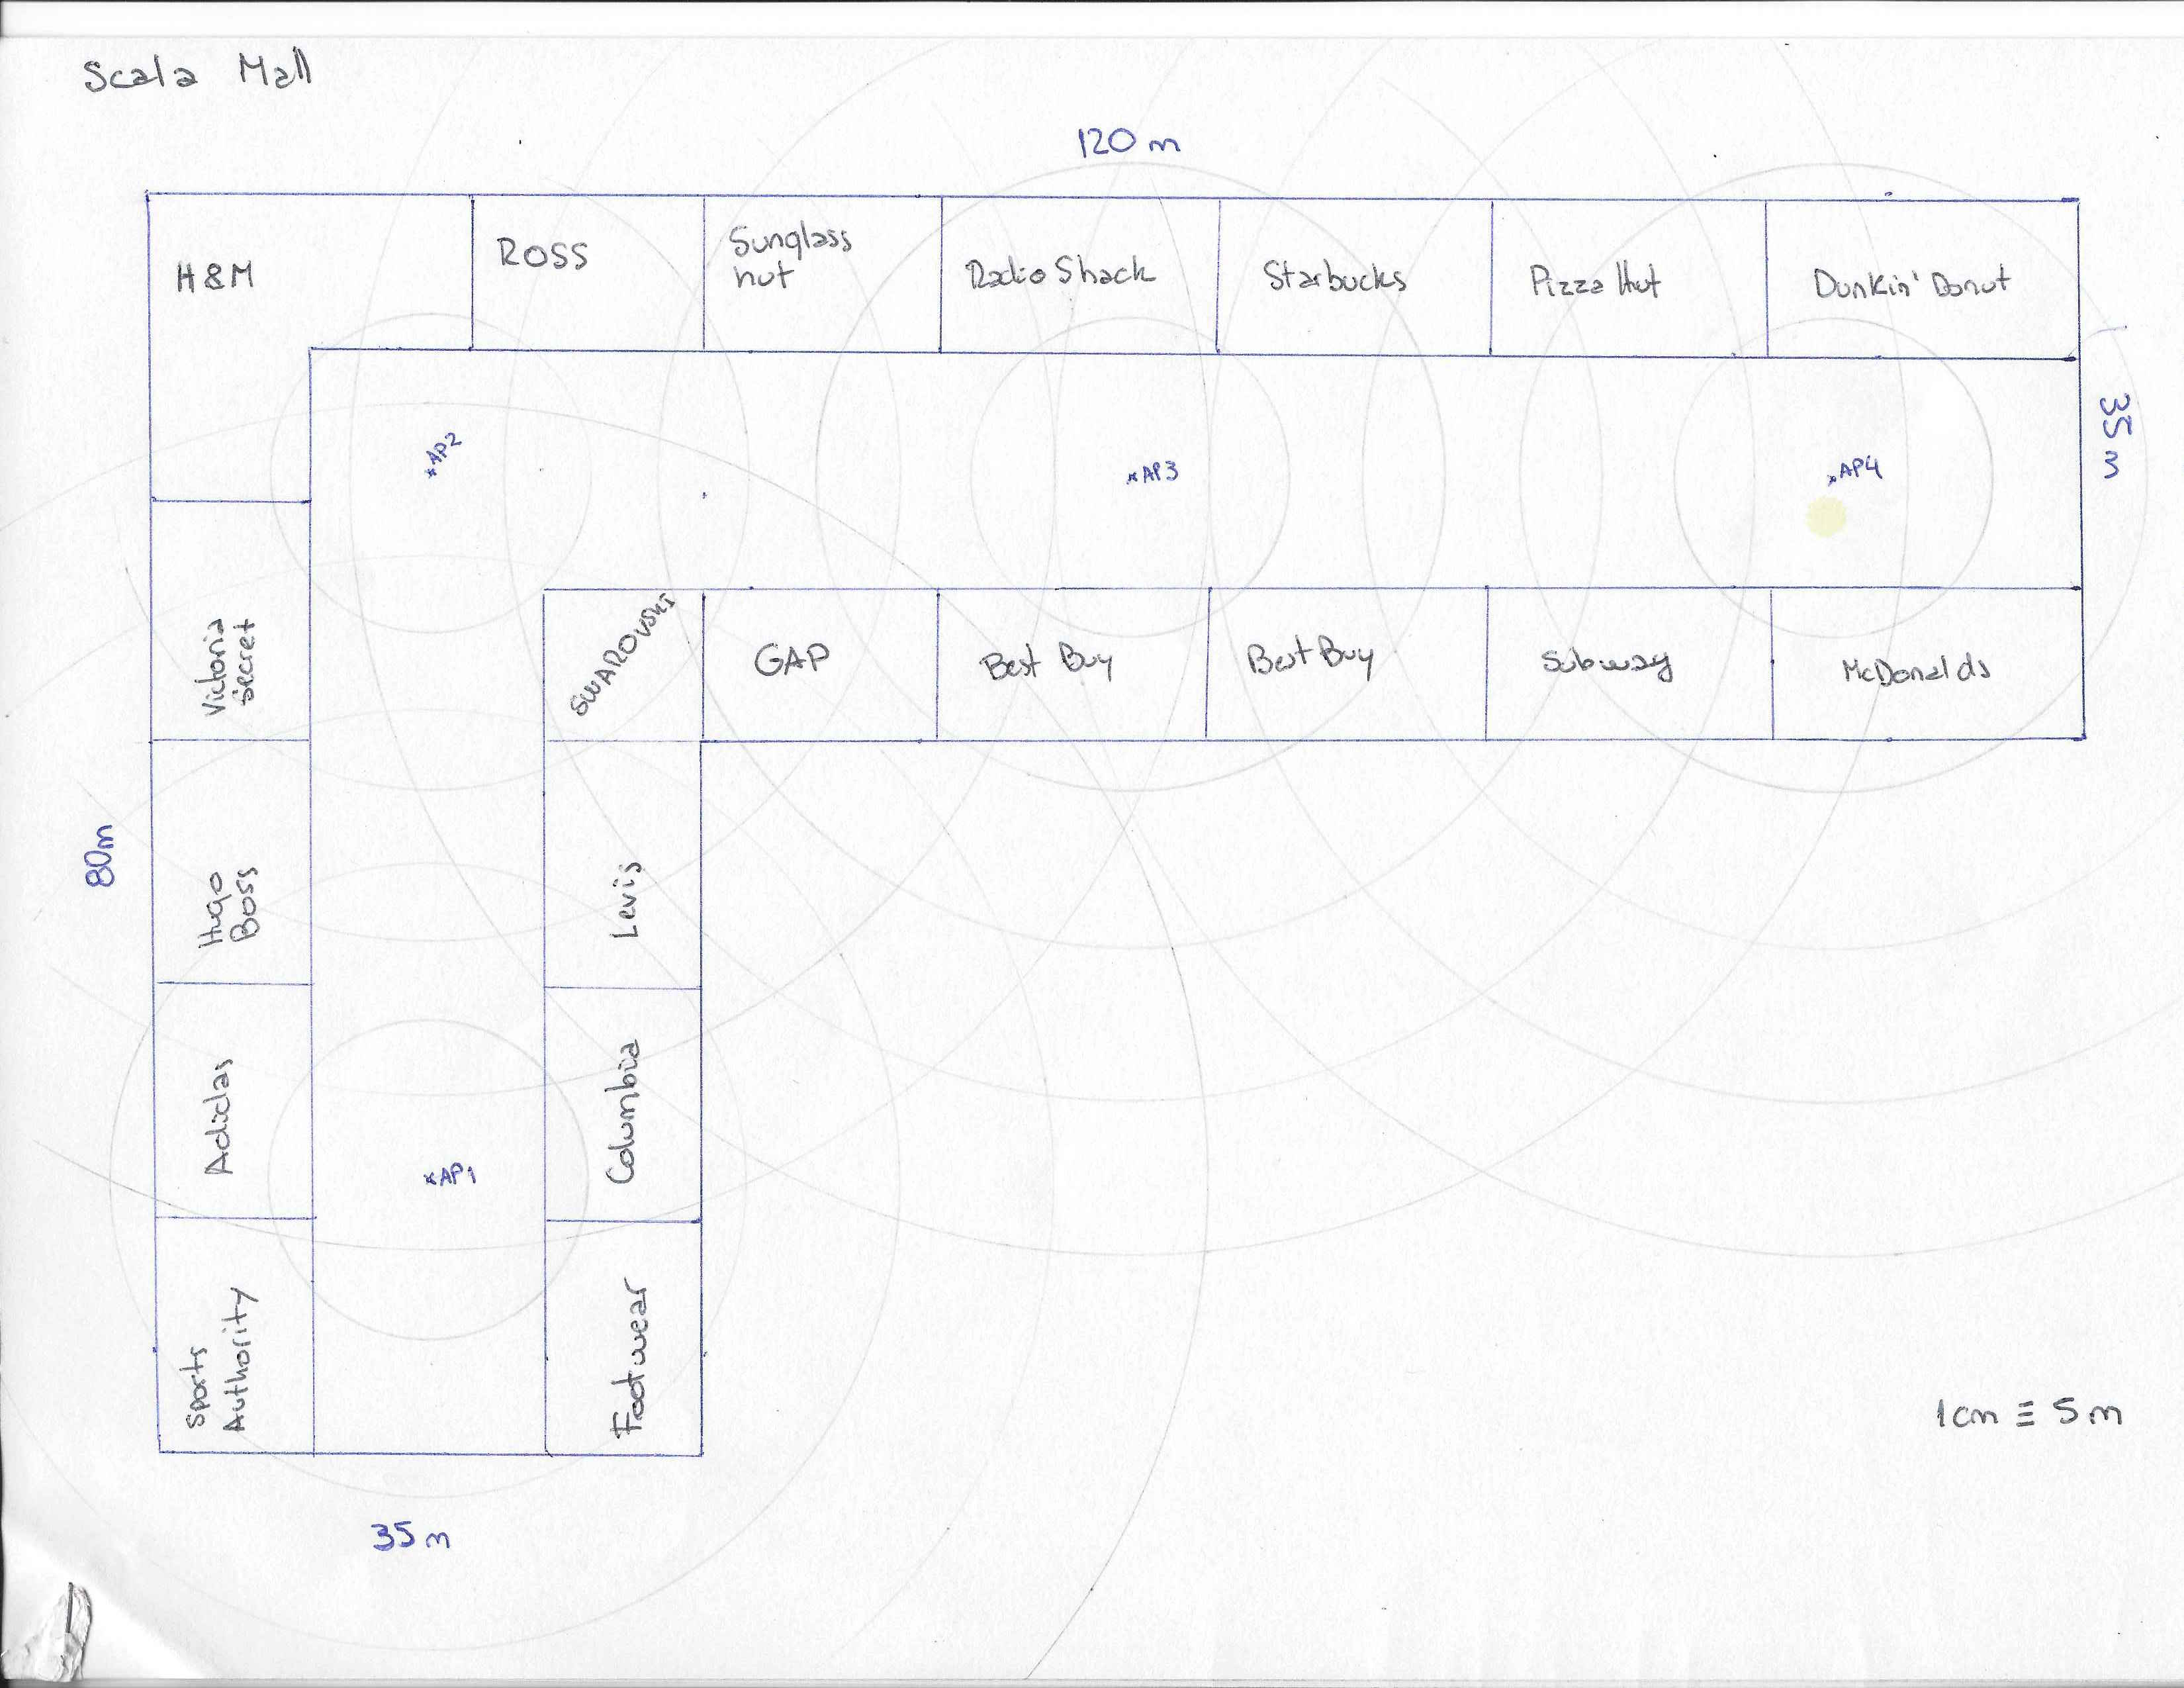 Scala Mall
120 m
H&M
ROSS
Sunglass
hut
Radio Shack
Starbucks
Pizza Hut
Dunkin' Donut
35 m
AP2
AP3
AP4
Victoria
Secret
SWAROVSKI
GAP
Best Buy
Best Buy
Subway
McDonalds
80m
Hugo
Boss
Levis
Adidas
AP1
Columbia
Sports
Authority
Footwear
1cm ≡ 5m
35 m